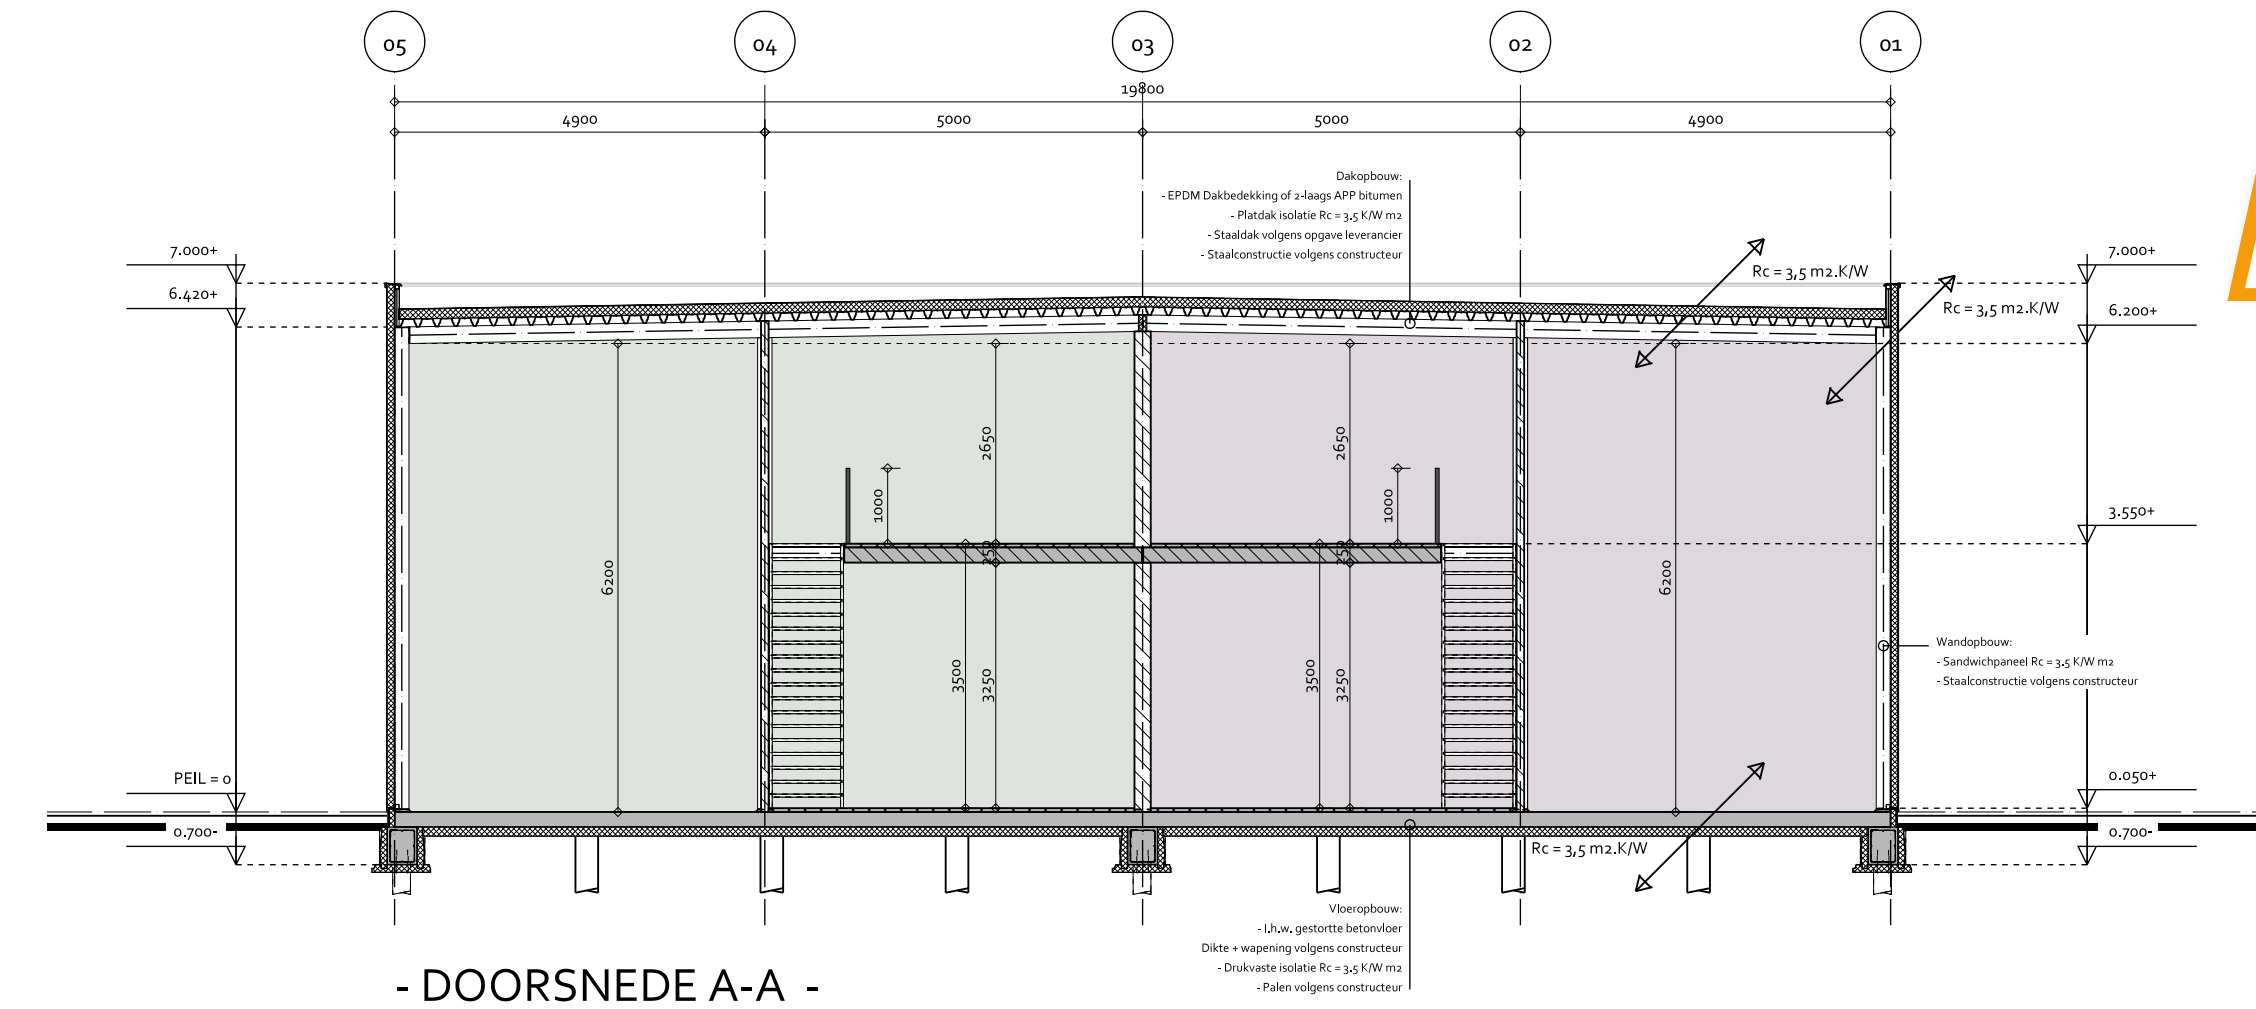 05 04 03 02 01
19800
4900 5000 5000 4900
Dakopbouw:
- EPDM Dakbedekking of 2-laags APP bitumen
- Platdak isolatie Rc = 3.5 K/W m2
- Staaldak volgens opgave leverancier
- Staalconstructie volgens constructeur
7.000+
6.420+
7.000+
6.200+
Rc = 3,5 m2.K/W
Rc = 3,5 m2.K/W
2650
2650
1000
1000
3.550+
250
250
6200
6200
3500
3250
3500
3250
Wandopbouw:
- Sandwichpaneel Rc = 3.5 K/W m2
- Staalconstructie volgens constructeur
PEIL = 0
0.700-
0.050+
0.700-
Rc = 3,5 m2.K/W
Vloeropbouw:
- I.h.w. gestortte betonvloer
Dikte + wapening volgens constructeur
- Drukvaste isolatie Rc = 3.5 K/W m2
- Palen volgens constructeur
- DOORSNEDE A-A -